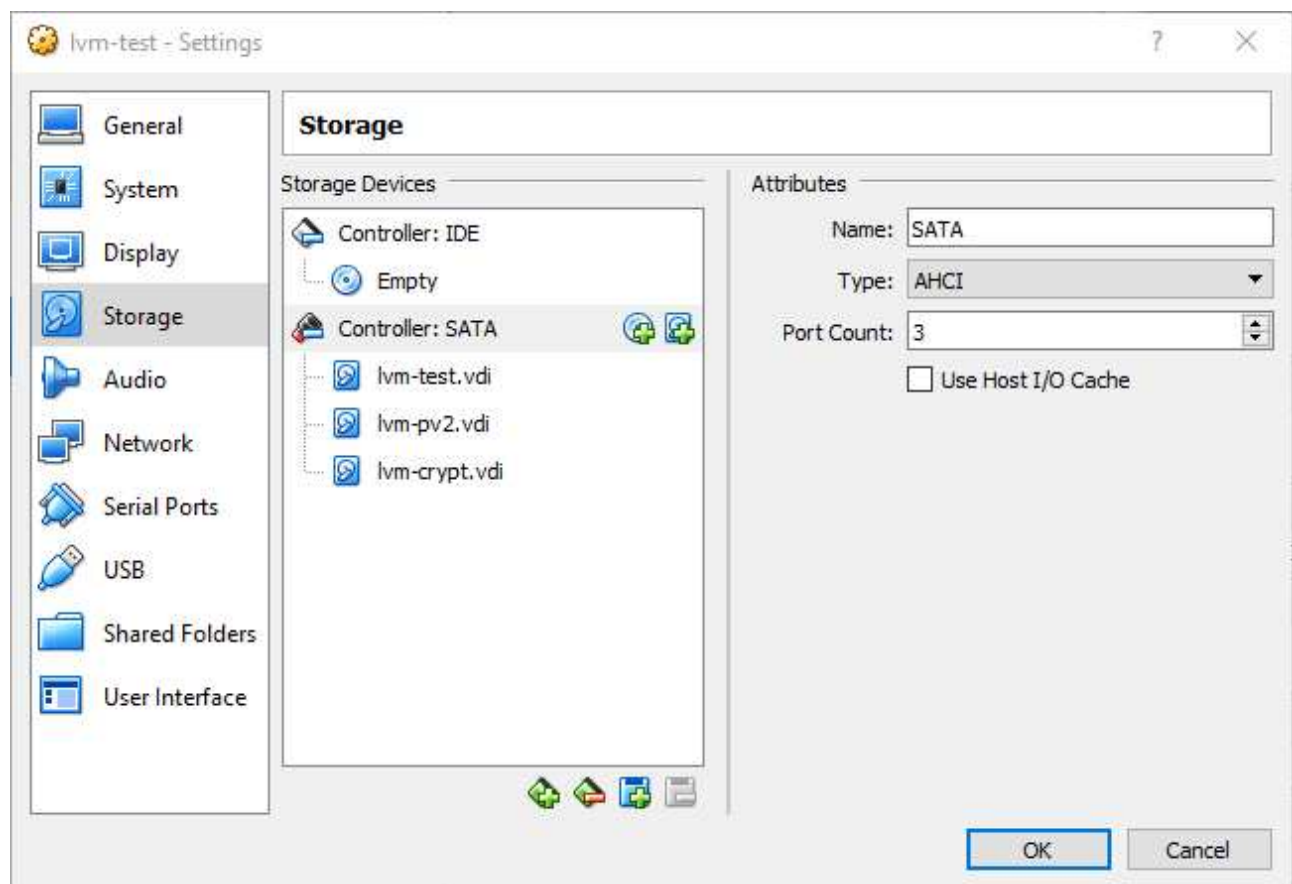 lvm-test - Settings
?
General
System
Display
Storage
Audio
Network
Serial Ports
USB
Shared Folders
User Interface
Storage
Storage Devices
Controller: IDE
Empty
Controller: SATA
lvm-test.vdi
lvm-pv2.vdi
lvm-crypt.vdi
Attributes
Name: SATA
Type: AHCI
Port Count: 3
Use Host I/O Cache
OK
Cancel